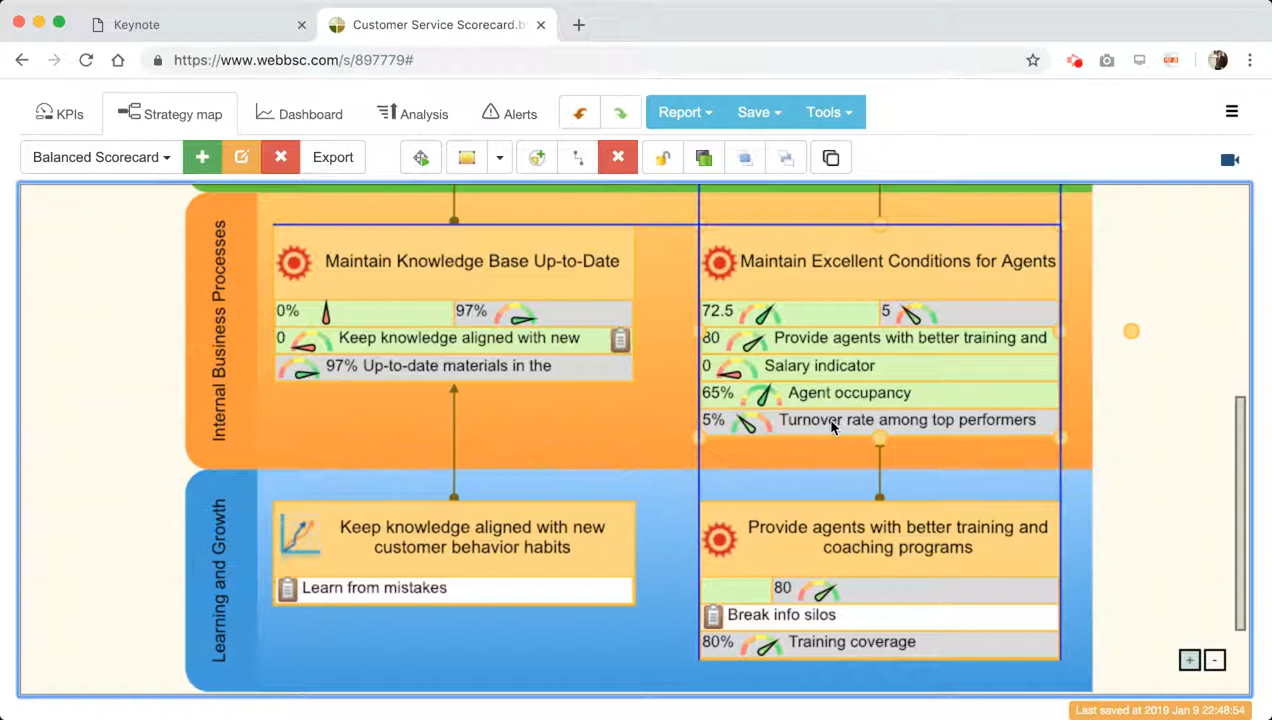 Keynote
Customer Service Scorecard.b
https://www.webbsc.com/s/897779#
KPIs
Strategy map
Dashboard
Analysis
Alerts
Report
Save
Tools
Balanced Scorecard
Export
Internal Business Processes
Maintain Knowledge Base Up-to-Date
0%
97%
0 Keep knowledge aligned with new
97% Up-to-date materials in the
Maintain Excellent Conditions for Agents
72.5
5
80 Provide agents with better training and
0 Salary indicator
65% Agent occupancy
5% Turnover rate among top performers
Learning and Growth
Keep knowledge aligned with new
customer behavior habits
Learn from mistakes
Provide agents with better training and
coaching programs
80
Break info silos
80% Training coverage
+
-
Last saved at 2019 Jan 9 22:48:54